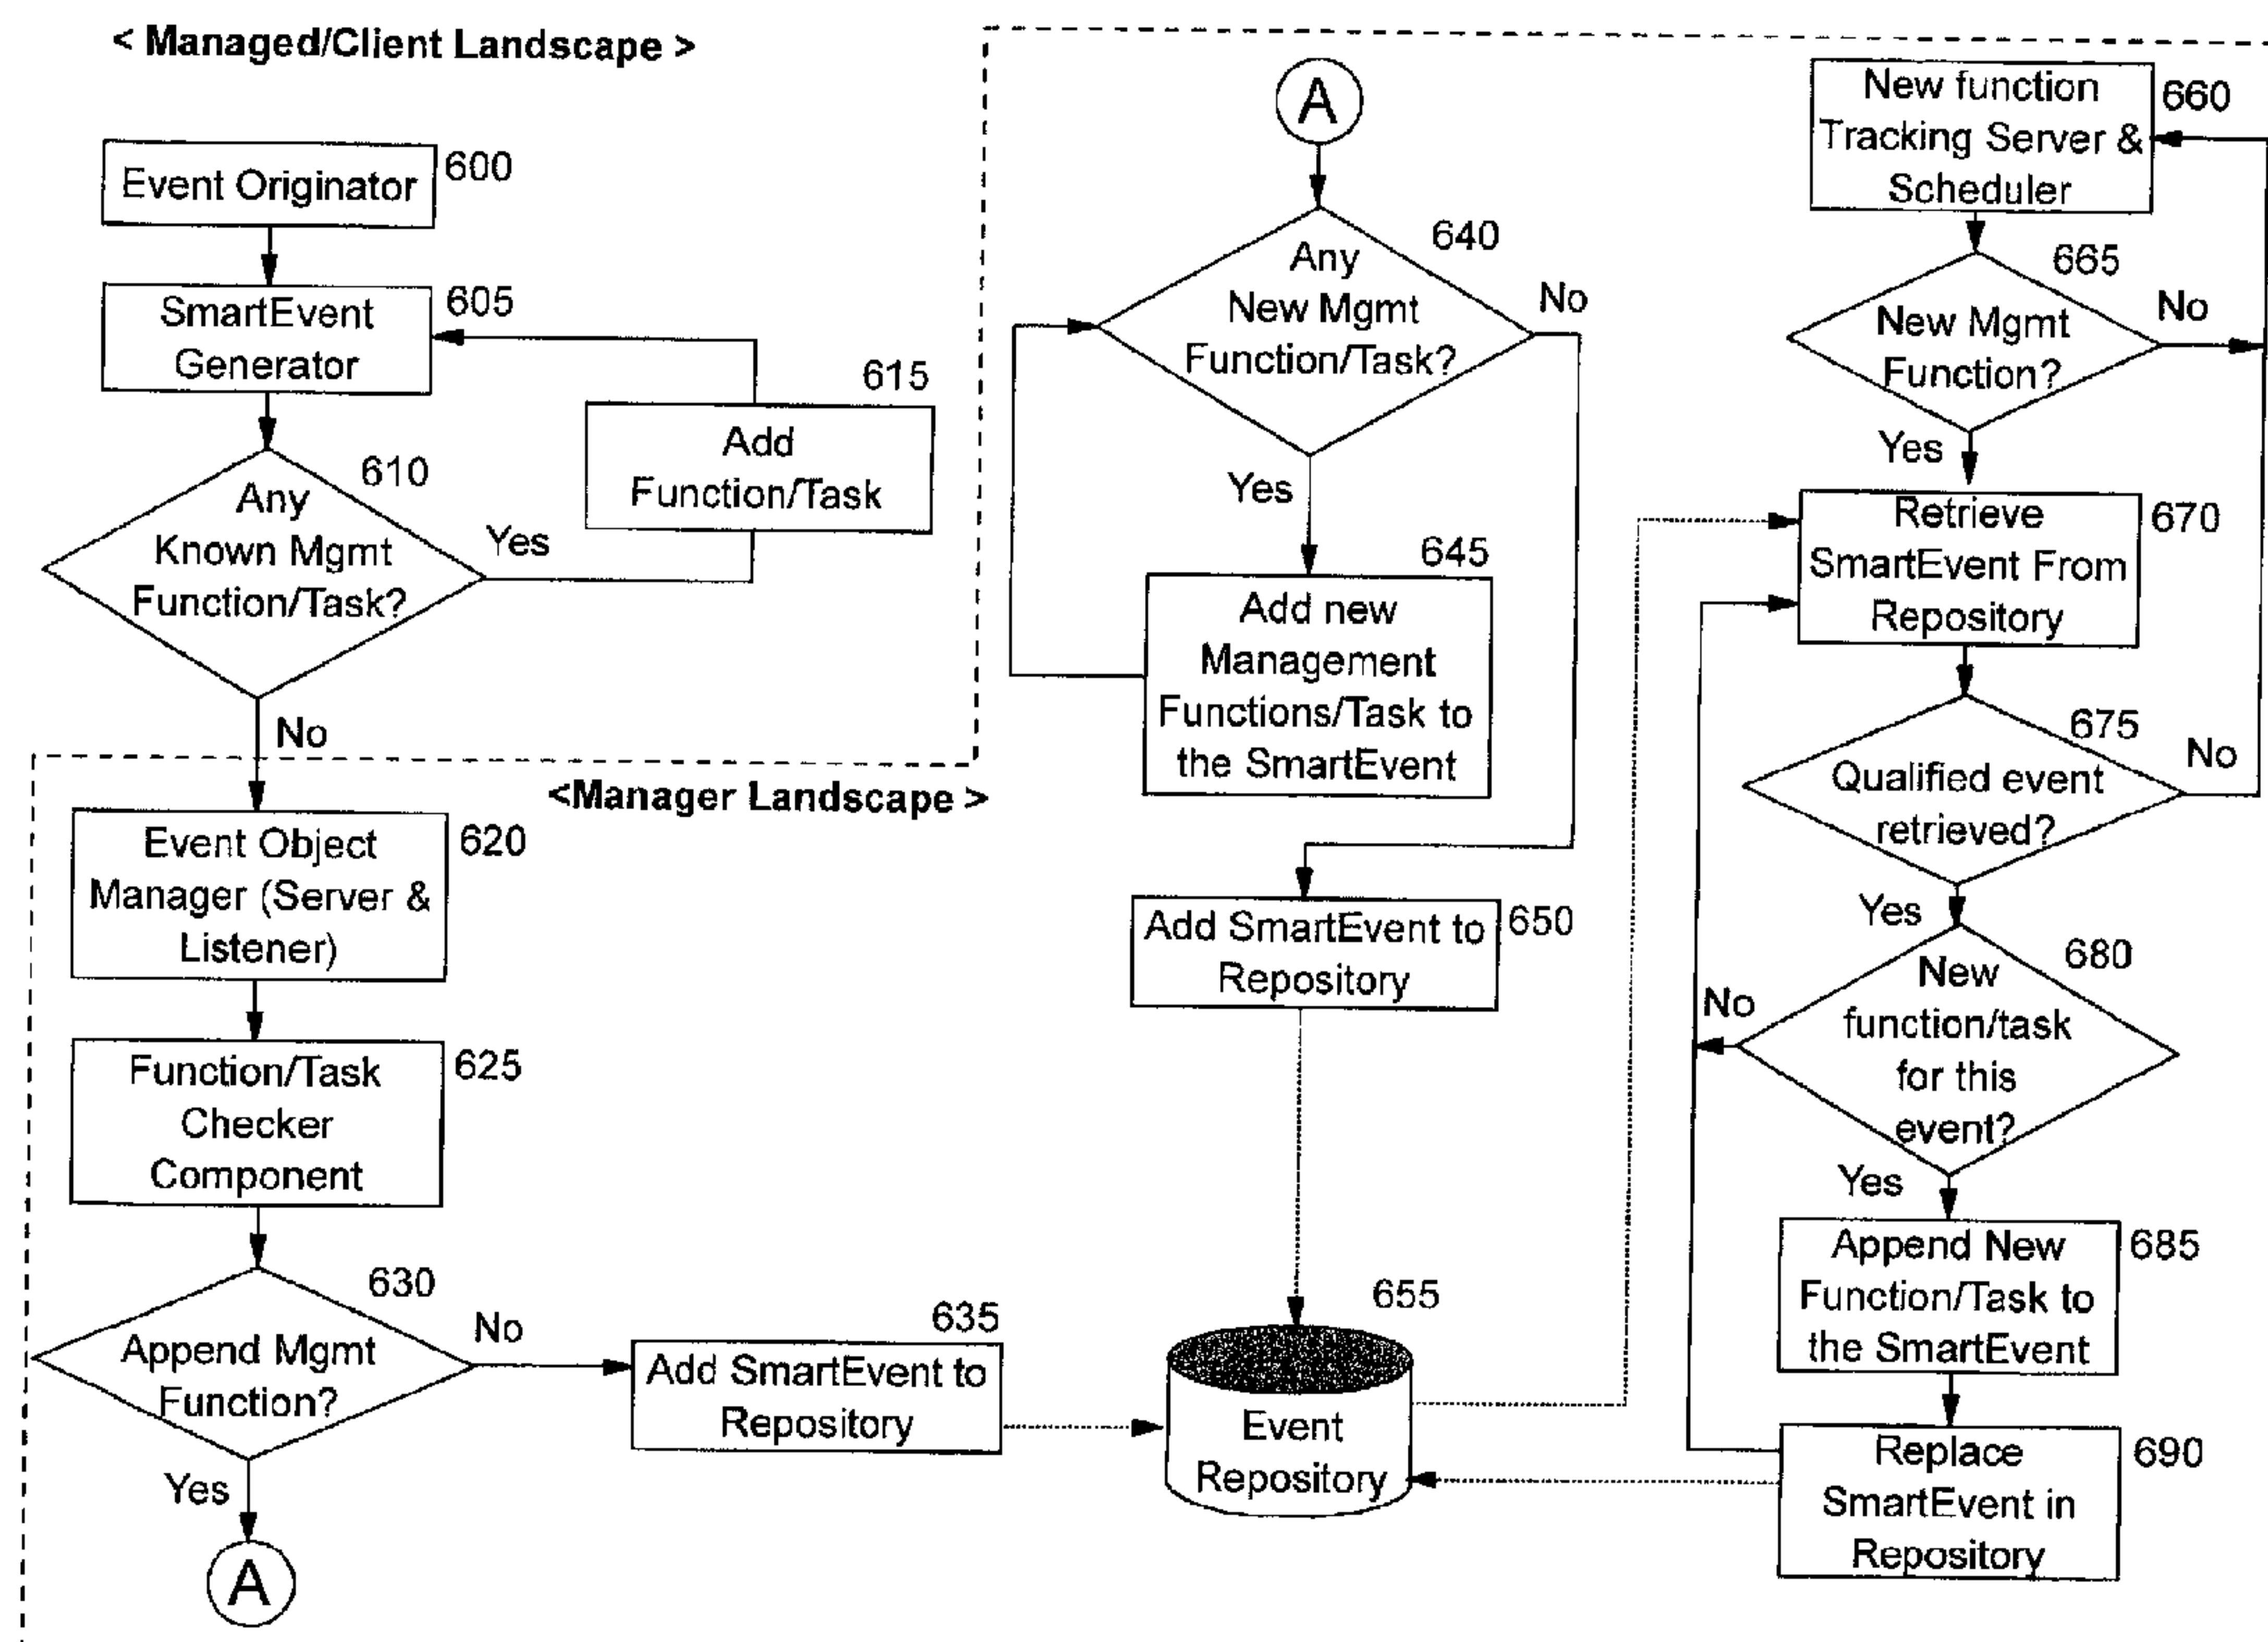 < Managed/Client Landscape >
Event Originator
600
SmartEvent
Generator
605
615
Add
Function/Task
610
Any
Known Mgmt
Function/Task?
Yes
No
<Manager Landscape >
Event Object
Manager (Server &
Listener)
620
Function/Task
Checker
Component
625
630
Append Mgmt
Function?
No
Yes
A
635
Add SmartEvent to
Repository
A
640
Any
New Mgmt
Function/Task?
No
Yes
645
Add new
Management
Functions/Task to
the SmartEvent
Add SmartEvent to
Repository
650
655
Event
Repository
New function
Tracking Server &
Scheduler
660
665
New Mgmt
Function?
No
Yes
Retrieve
SmartEvent From
Repository
670
675
Qualified event
retrieved?
No
Yes
680
New
function/task
for this
event?
No
Yes
Append New
Function/Task to
the SmartEvent
685
Replace
SmartEvent in
Repository
690